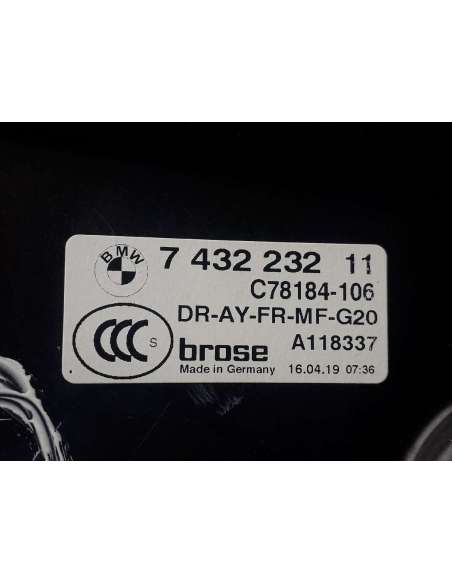 BMW
7 432 232 11
C78184-106
DR-AY-FR-MF-G20
CCC S
brose
A118337
Made in Germany
16.04.19 07:36